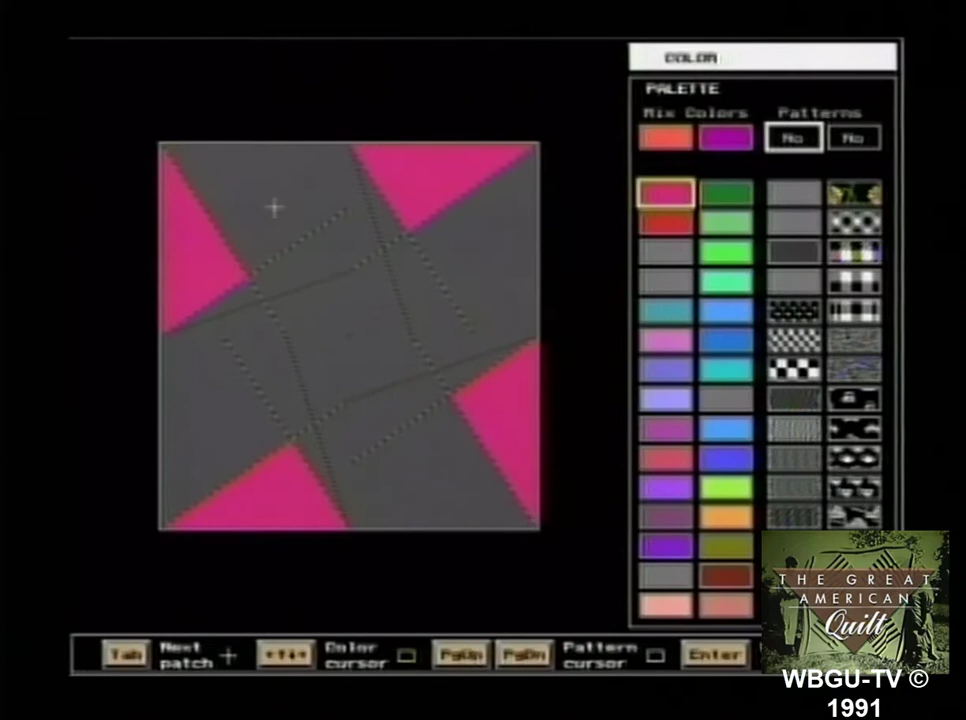 COLOR
PALETTE
Mix Colors Patterns
No No
Tab Next patch Color cursor PgUp PgDn Pattern cursor Enter
THE GREAT
AMERICAN
Quilt
WBGU-TV ©
1991